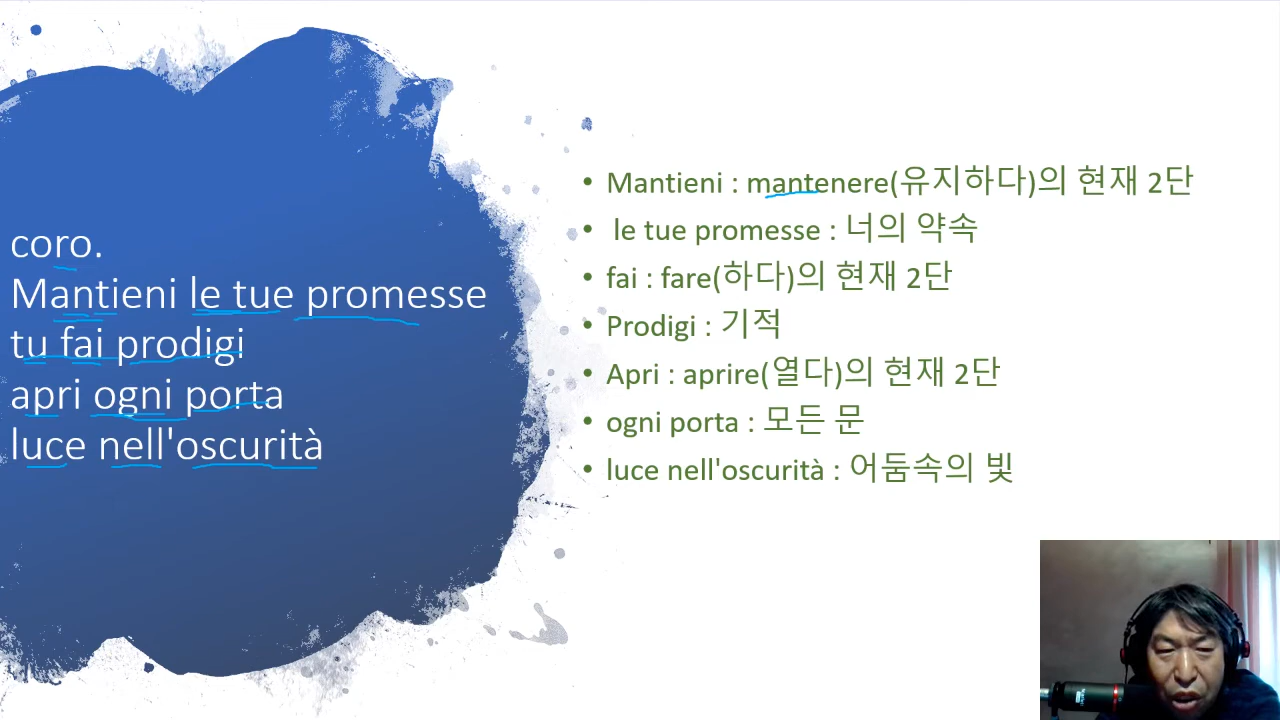 coro.
Mantieni le tue promesse
tu fai prodigi
apri ogni porta
luce nell'oscurità
• Mantieni : mantenere(유지하다)의 현재 2단
• le tue promesse : 너의 약속
• fai : fare(하다)의 현재 2단
• Prodigi : 기적
• Apri : aprire(열다)의 현재 2단
• ogni porta : 모든 문
• luce nell'oscurità : 어둠속의 빛